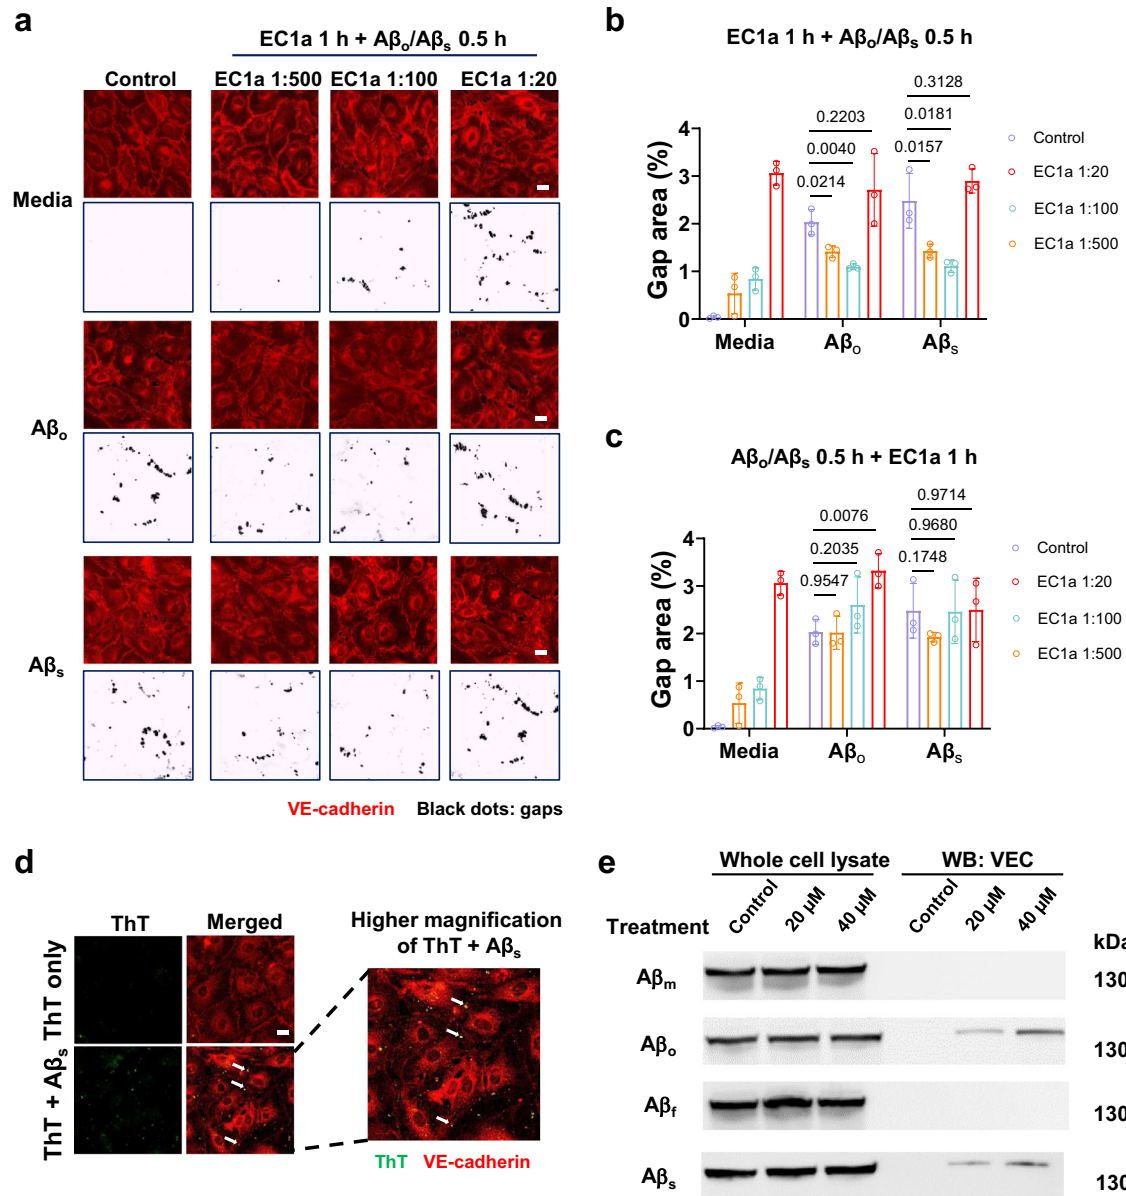 a
EC1a 1 h + Aβo/Aβs 0.5 h
Control EC1a 1:500 EC1a 1:100 EC1a 1:20
Media
Aβo
Aβs
VE-cadherin Black dots: gaps
b
EC1a 1 h + Aβo/Aβs 0.5 h
0.3128
0.2203 0.0181
0.0040 0.0157
0.0214
Gap area (%)
4
3
2
1
0
Media Aβo Aβs
Control
EC1a 1:20
EC1a 1:100
EC1a 1:500
c
Aβo/Aβs 0.5 h + EC1a 1 h
0.9714
0.0076 0.9680
0.2035 0.1748
0.9547
Gap area (%)
4
3
2
1
0
Media Aβo Aβs
Control
EC1a 1:20
EC1a 1:100
EC1a 1:500
d
ThT Merged
Higher magnification
of ThT + Aβs
ThT only
ThT + Aβs
ThT VE-cadherin
e
Whole cell lysate WB: VEC
Treatment Control 20 µM 40 µM Control 20 µM 40 µM
kDa
Aβm 130
Aβo 130
Aβf 130
Aβs 130